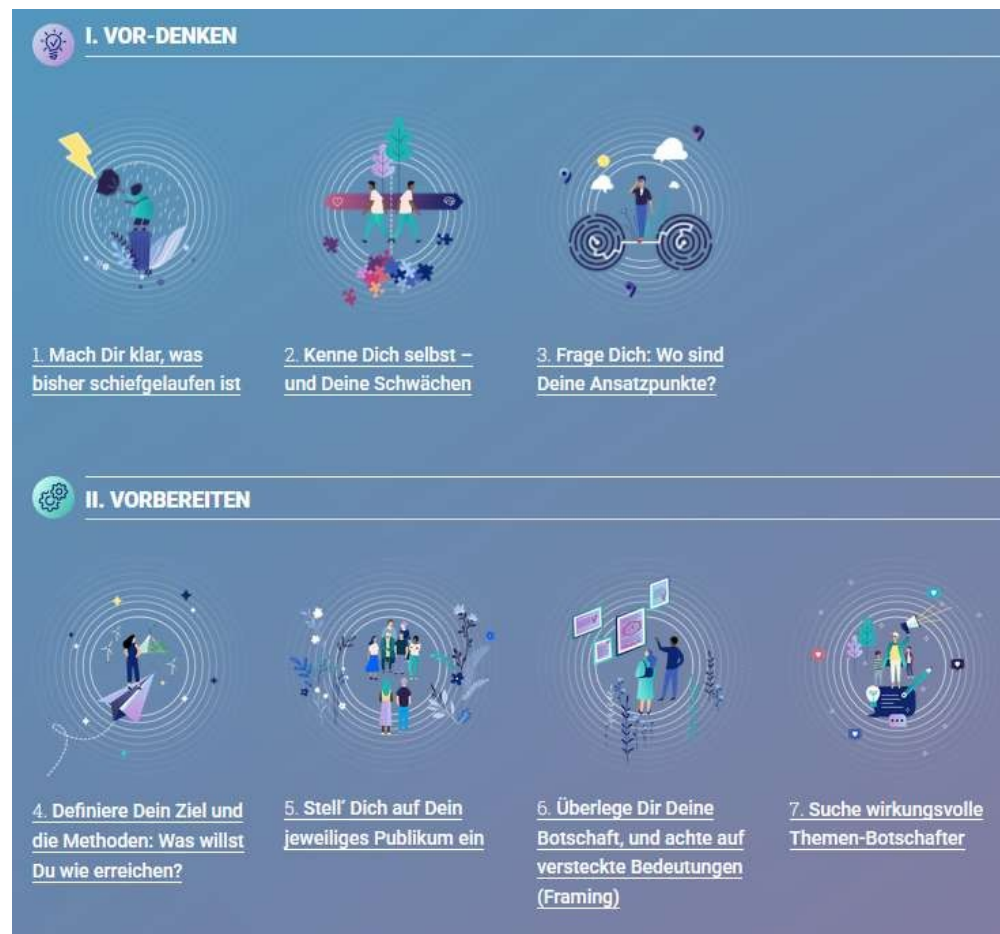 I. VOR-DENKEN
1. Mach Dir klar, was
bisher schiefgelaufen ist
2. Kenne Dich selbst –
und Deine Schwächen
3. Frage Dich: Wo sind
Deine Ansatzpunkte?
II. VORBEREITEN
4. Definiere Dein Ziel und
die Methoden: Was willst
Du wie erreichen?
5. Stell´ Dich auf Dein
jeweiliges Publikum ein
6. Überlege Dir Deine
Botschaft, und achte auf
versteckte Bedeutungen
(Framing)
7. Suche wirkungsvolle
Themen-Botschafter